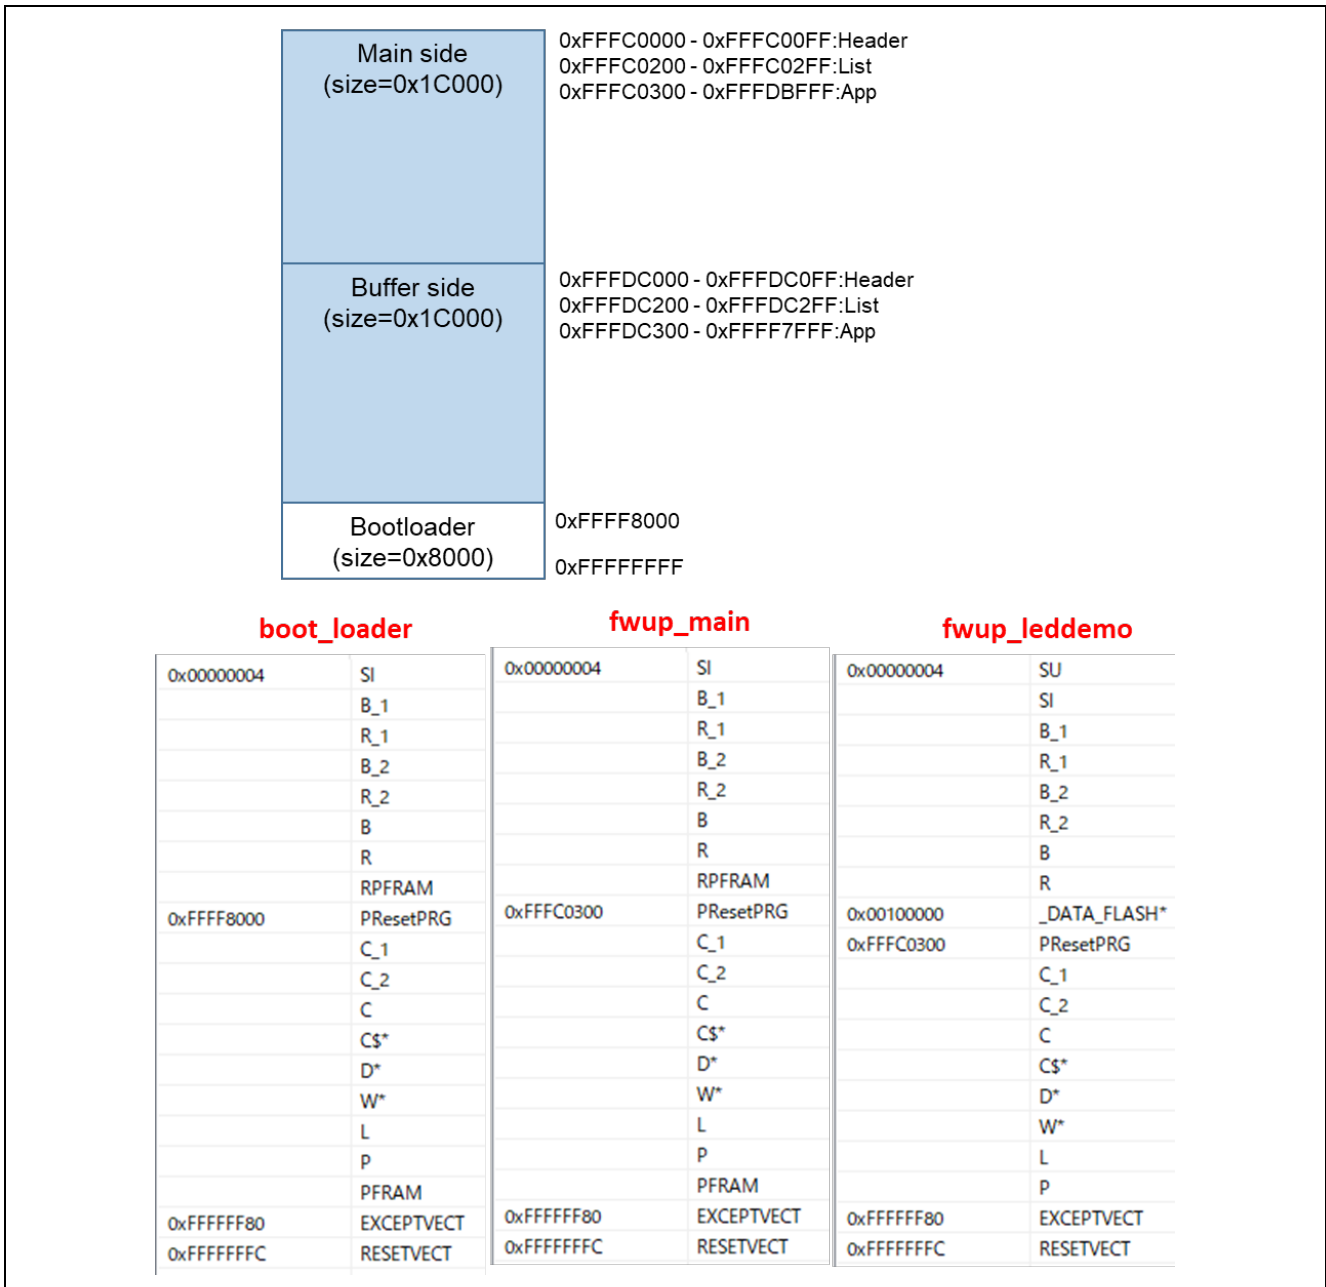 Main side
(size=0x1C000)
0xFFFC0000 - 0xFFFC00FF:Header
0xFFFC0200 - 0xFFFC02FF:List
0xFFFC0300 - 0xFFFDBFFF:App
Buffer side
(size=0x1C000)
0xFFFDC000 - 0xFFFDC0FF:Header
0xFFFDC200 - 0xFFFDC2FF:List
0xFFFDC300 - 0xFFFF7FFF:App
Bootloader
(size=0x8000)
0xFFFF8000
0xFFFFFFFF
boot_loader
0x00000004 SI
B_1
R_1
B_2
R_2
B
R
RPFRAM
0xFFFF8000 PResetPRG
C_1
C_2
C
C$*
D*
W*
L
P
PFRAM
0xFFFFFF80 EXCEPTVECT
0xFFFFFFFC RESETVECT
fwup_main
0x00000004 SI
B_1
R_1
B_2
R_2
B
R
RPFRAM
0xFFFC0300 PResetPRG
C_1
C_2
C
C$*
D*
W*
L
P
PFRAM
0xFFFFFF80 EXCEPTVECT
0xFFFFFFFC RESETVECT
fwup_leddemo
0x00000004 SU
SI
B_1
R_1
B_2
R_2
B
R
0x00100000 _DATA_FLASH*
0xFFFC0300 PResetPRG
C_1
C_2
C
C$*
D*
W*
L
P
0xFFFFFF80 EXCEPTVECT
0xFFFFFFFC RESETVECT